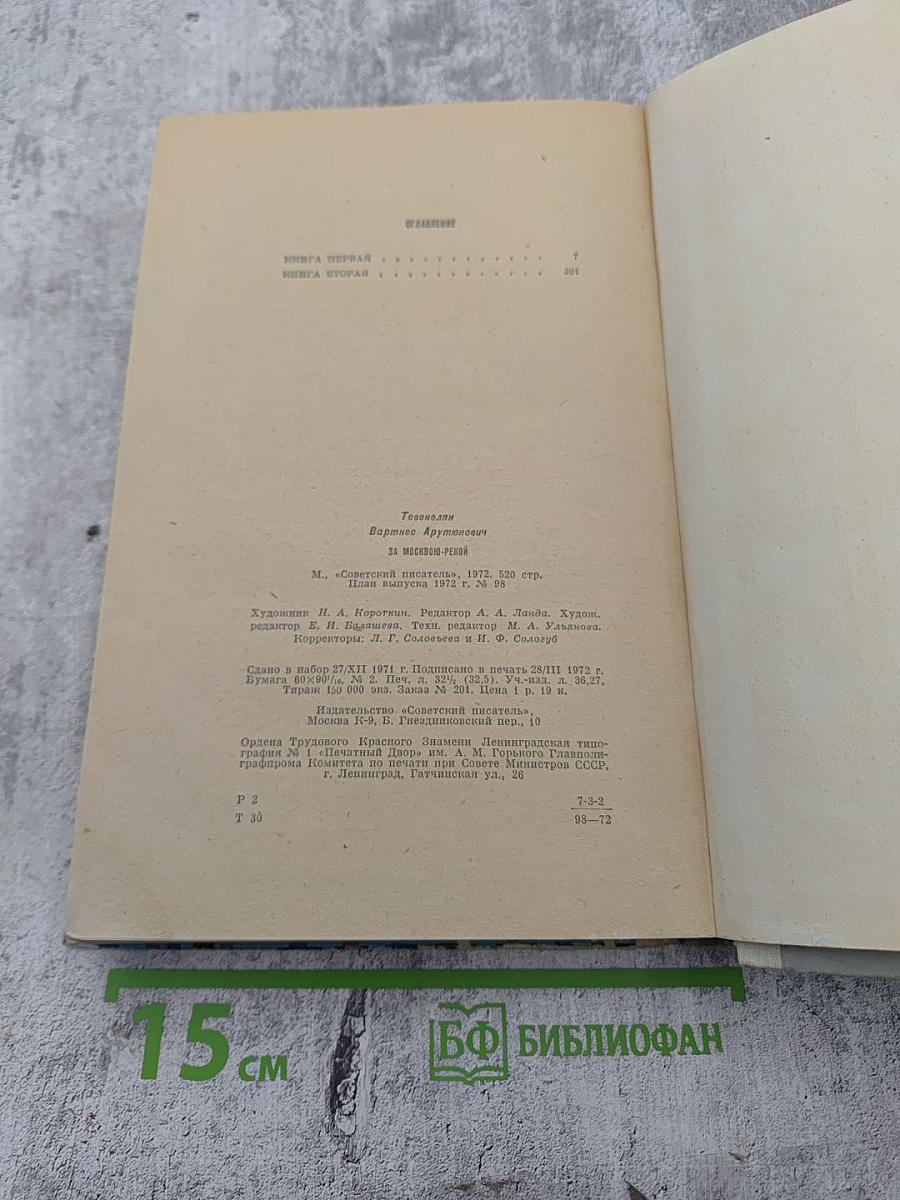 ОГЛАВЛЕНИЕ
КНИГА ПЕРВАЯ . . . . . . . . . . . . 7
КНИГА ВТОРАЯ . . . . . . . . . . . . 301
Тевекелян
Варткес Арутюнович
ЗА МОСКВОЮ-РЕКОЙ
М., «Советский писатель», 1972. 520 стр.
План выпуска 1972 г. № 98
Художник Н. А. Короткин. Редактор А. А. Ланда. Худож.
редактор Е. И. Балашева. Техн. редактор М. А. Ульянова.
Корректоры: Л. Г. Соловьева и И. Ф. Сологуб
Сдано в набор 27/XII 1971 г. Подписано в печать 28/III 1972 г.
Бумага 60×90¹/₁₆. № 2. Печ. л. 32¹/₂ (32,5). Уч.-изд. л. 36,27.
Тираж 150 000 экз. Заказ № 201. Цена 1 р. 19 к.
Издательство «Советский писатель»,
Москва К-9, Б. Гнездниковский пер., 10
Ордена Трудового Красного Знамени Ленинградская типо-
графия № 1 «Печатный Двор» им. А. М. Горького Главполи-
графпрома Комитета по печати при Совете Министров СССР,
г. Ленинград, Гатчинская ул., 26
Р 2 7-3-2
Т 30 98—72
15 см БФ БИБЛИОФАН